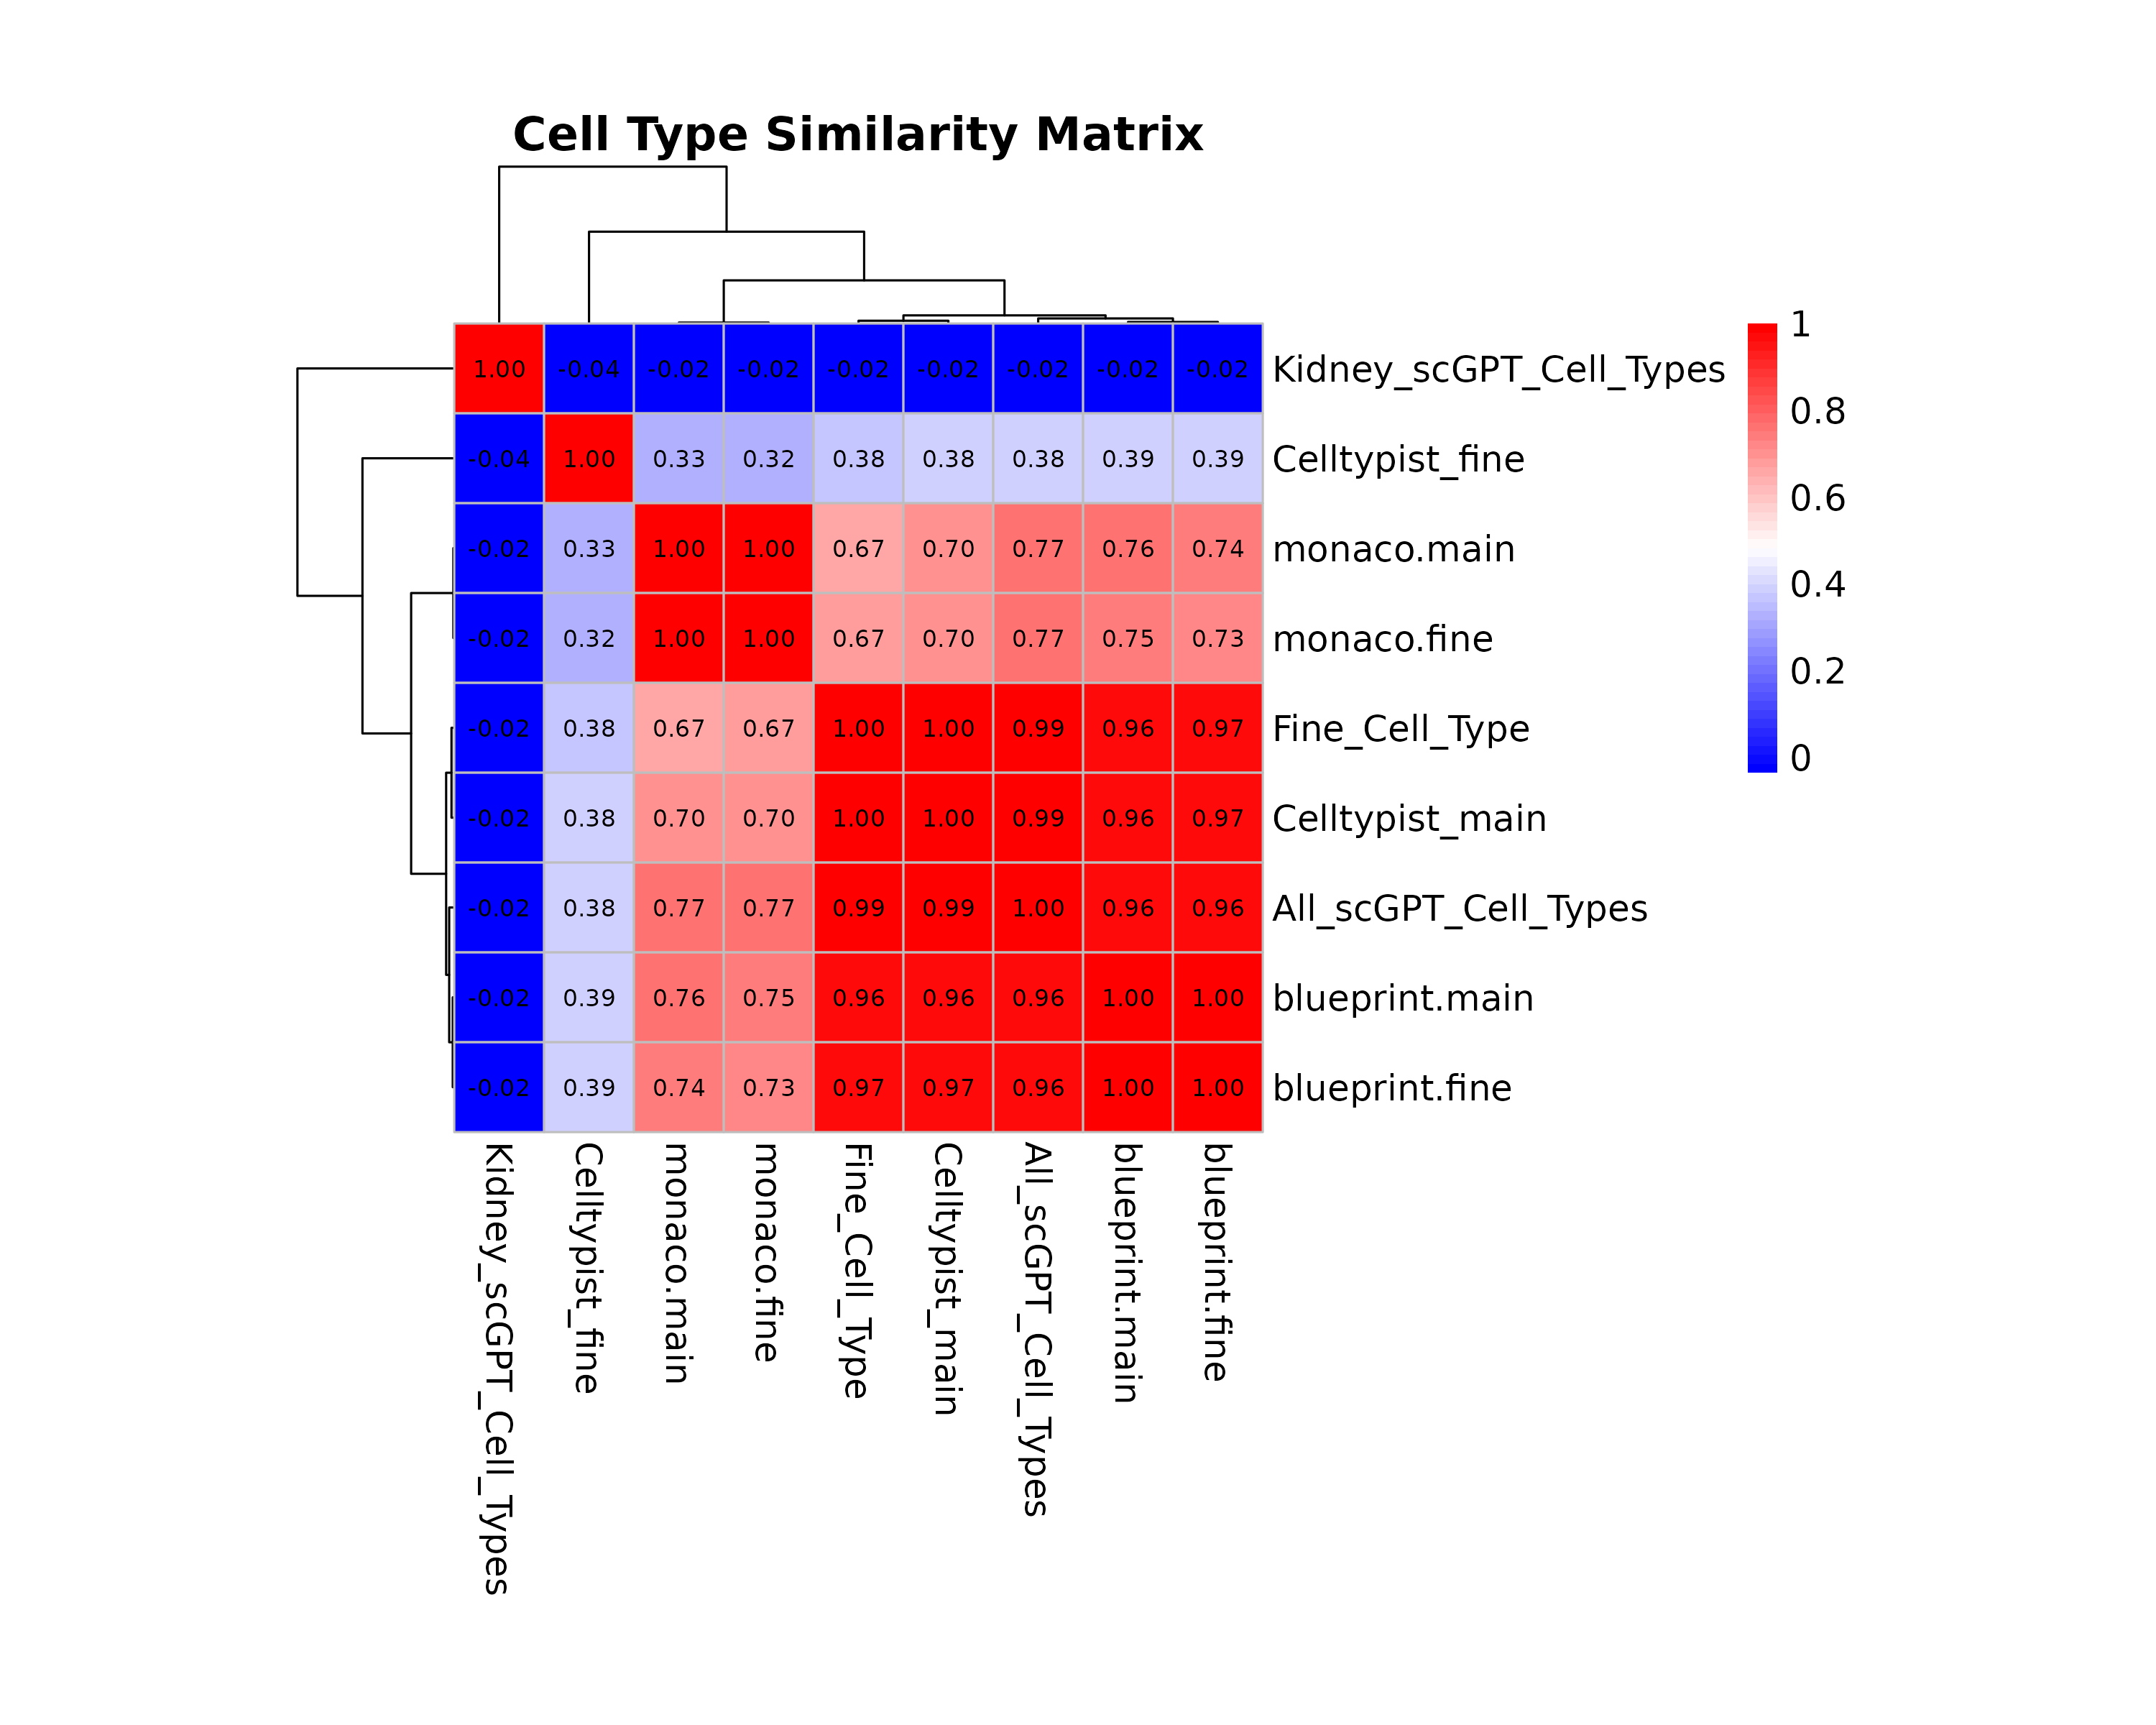 Cell Type Similarity Matrix
1.00 -0.04 -0.02 -0.02 -0.02 -0.02 -0.02 -0.02 -0.02 Kidney_scGPT_Cell_Types
-0.04 1.00 0.33 0.32 0.38 0.38 0.38 0.39 0.39 Celltypist_fine
-0.02 0.33 1.00 1.00 0.67 0.70 0.77 0.76 0.74 monaco.main
-0.02 0.32 1.00 1.00 0.67 0.70 0.77 0.75 0.73 monaco.fine
-0.02 0.38 0.67 0.67 1.00 1.00 0.99 0.96 0.97 Fine_Cell_Type
-0.02 0.38 0.70 0.70 1.00 1.00 0.99 0.96 0.97 Celltypist_main
-0.02 0.38 0.77 0.77 0.99 0.99 1.00 0.96 0.96 All_scGPT_Cell_Types
-0.02 0.39 0.76 0.75 0.96 0.96 0.96 1.00 1.00 blueprint.main
-0.02 0.39 0.74 0.73 0.97 0.97 0.96 1.00 1.00 blueprint.fine
Kidney_scGPT_Cell_Types
Celltypist_fine
monaco.main
monaco.fine
Fine_Cell_Type
Celltypist_main
All_scGPT_Cell_Types
blueprint.main
blueprint.fine
1
0.8
0.6
0.4
0.2
0